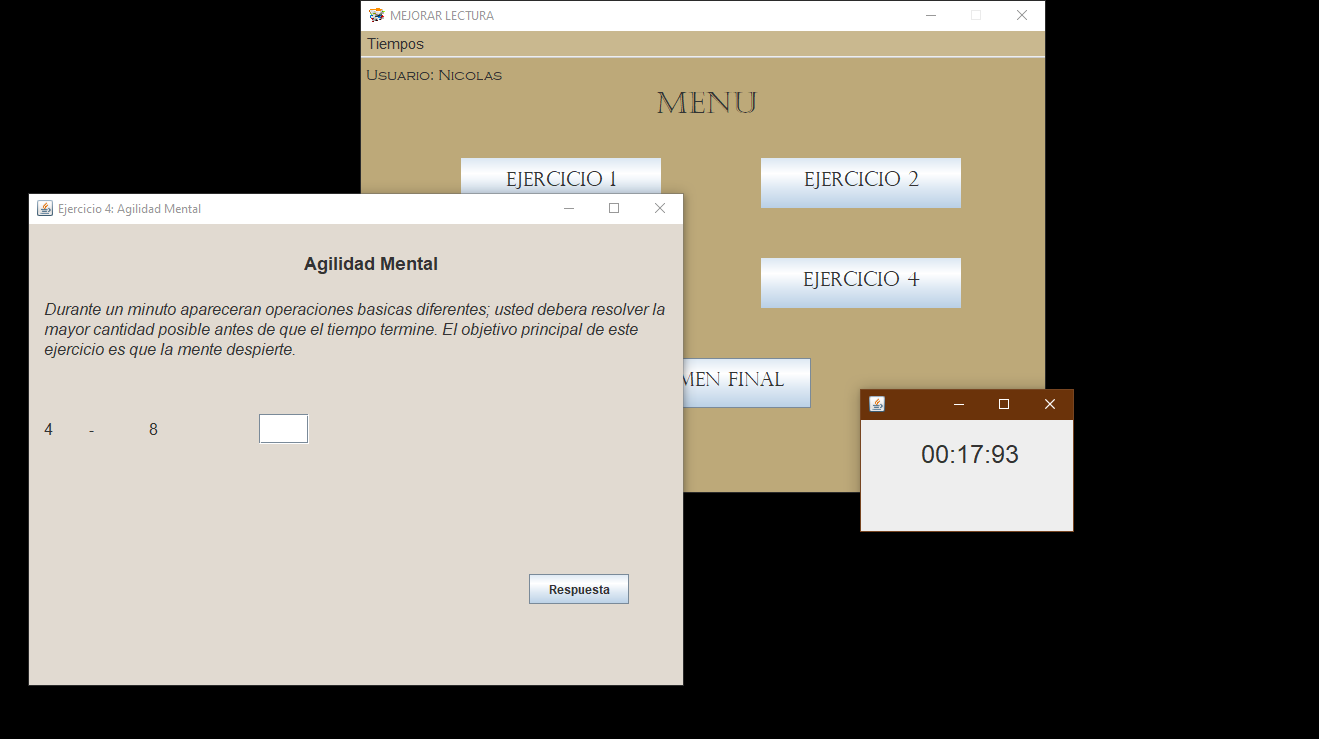 MEJORAR LECTURA
Tiempos
Usuario: Nicolas
MENU
EJERCICIO 1
EJERCICIO 2
EJERCICIO 4
FINAL
Ejercicio 4: Agilidad Mental
Agilidad Mental
Durante un minuto apareceran operaciones basicas diferentes; usted debera resolver la
mayor cantidad posible antes de que el tiempo termine. El objetivo principal de este
ejercicio es que la mente despierte.
4 - 8
Respuesta
00:17:93